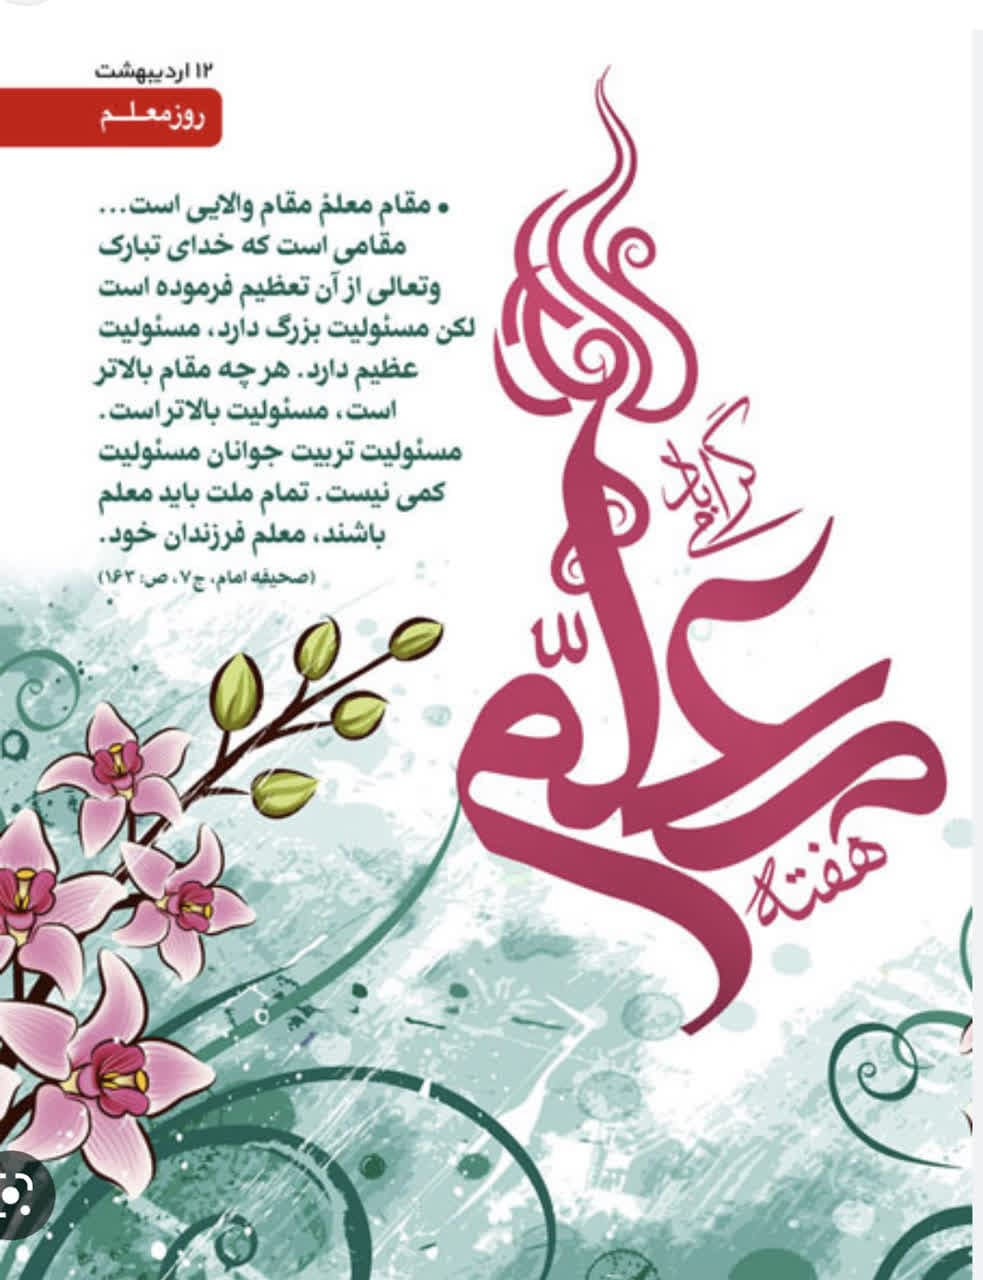 ۱۲ اردیبهشت
روز معلم
• مقام معلم مقام والایی است...
مقامی است که خدای تبارک
وتعالی از آن تعظیم فرموده است
لکن مسئولیت بزرگ دارد، مسئولیت
عظیم دارد. هر چه مقام بالاتر
است، مسئولیت بالاتر است.
مسئولیت تربیت جوانان مسئولیت
کمی نیست. تمام ملت باید معلم
باشند، معلم فرزندان خود.
(صحیفه امام، ج۷، ص: ۱۶۳)
هفته
معلم
گرامی باد